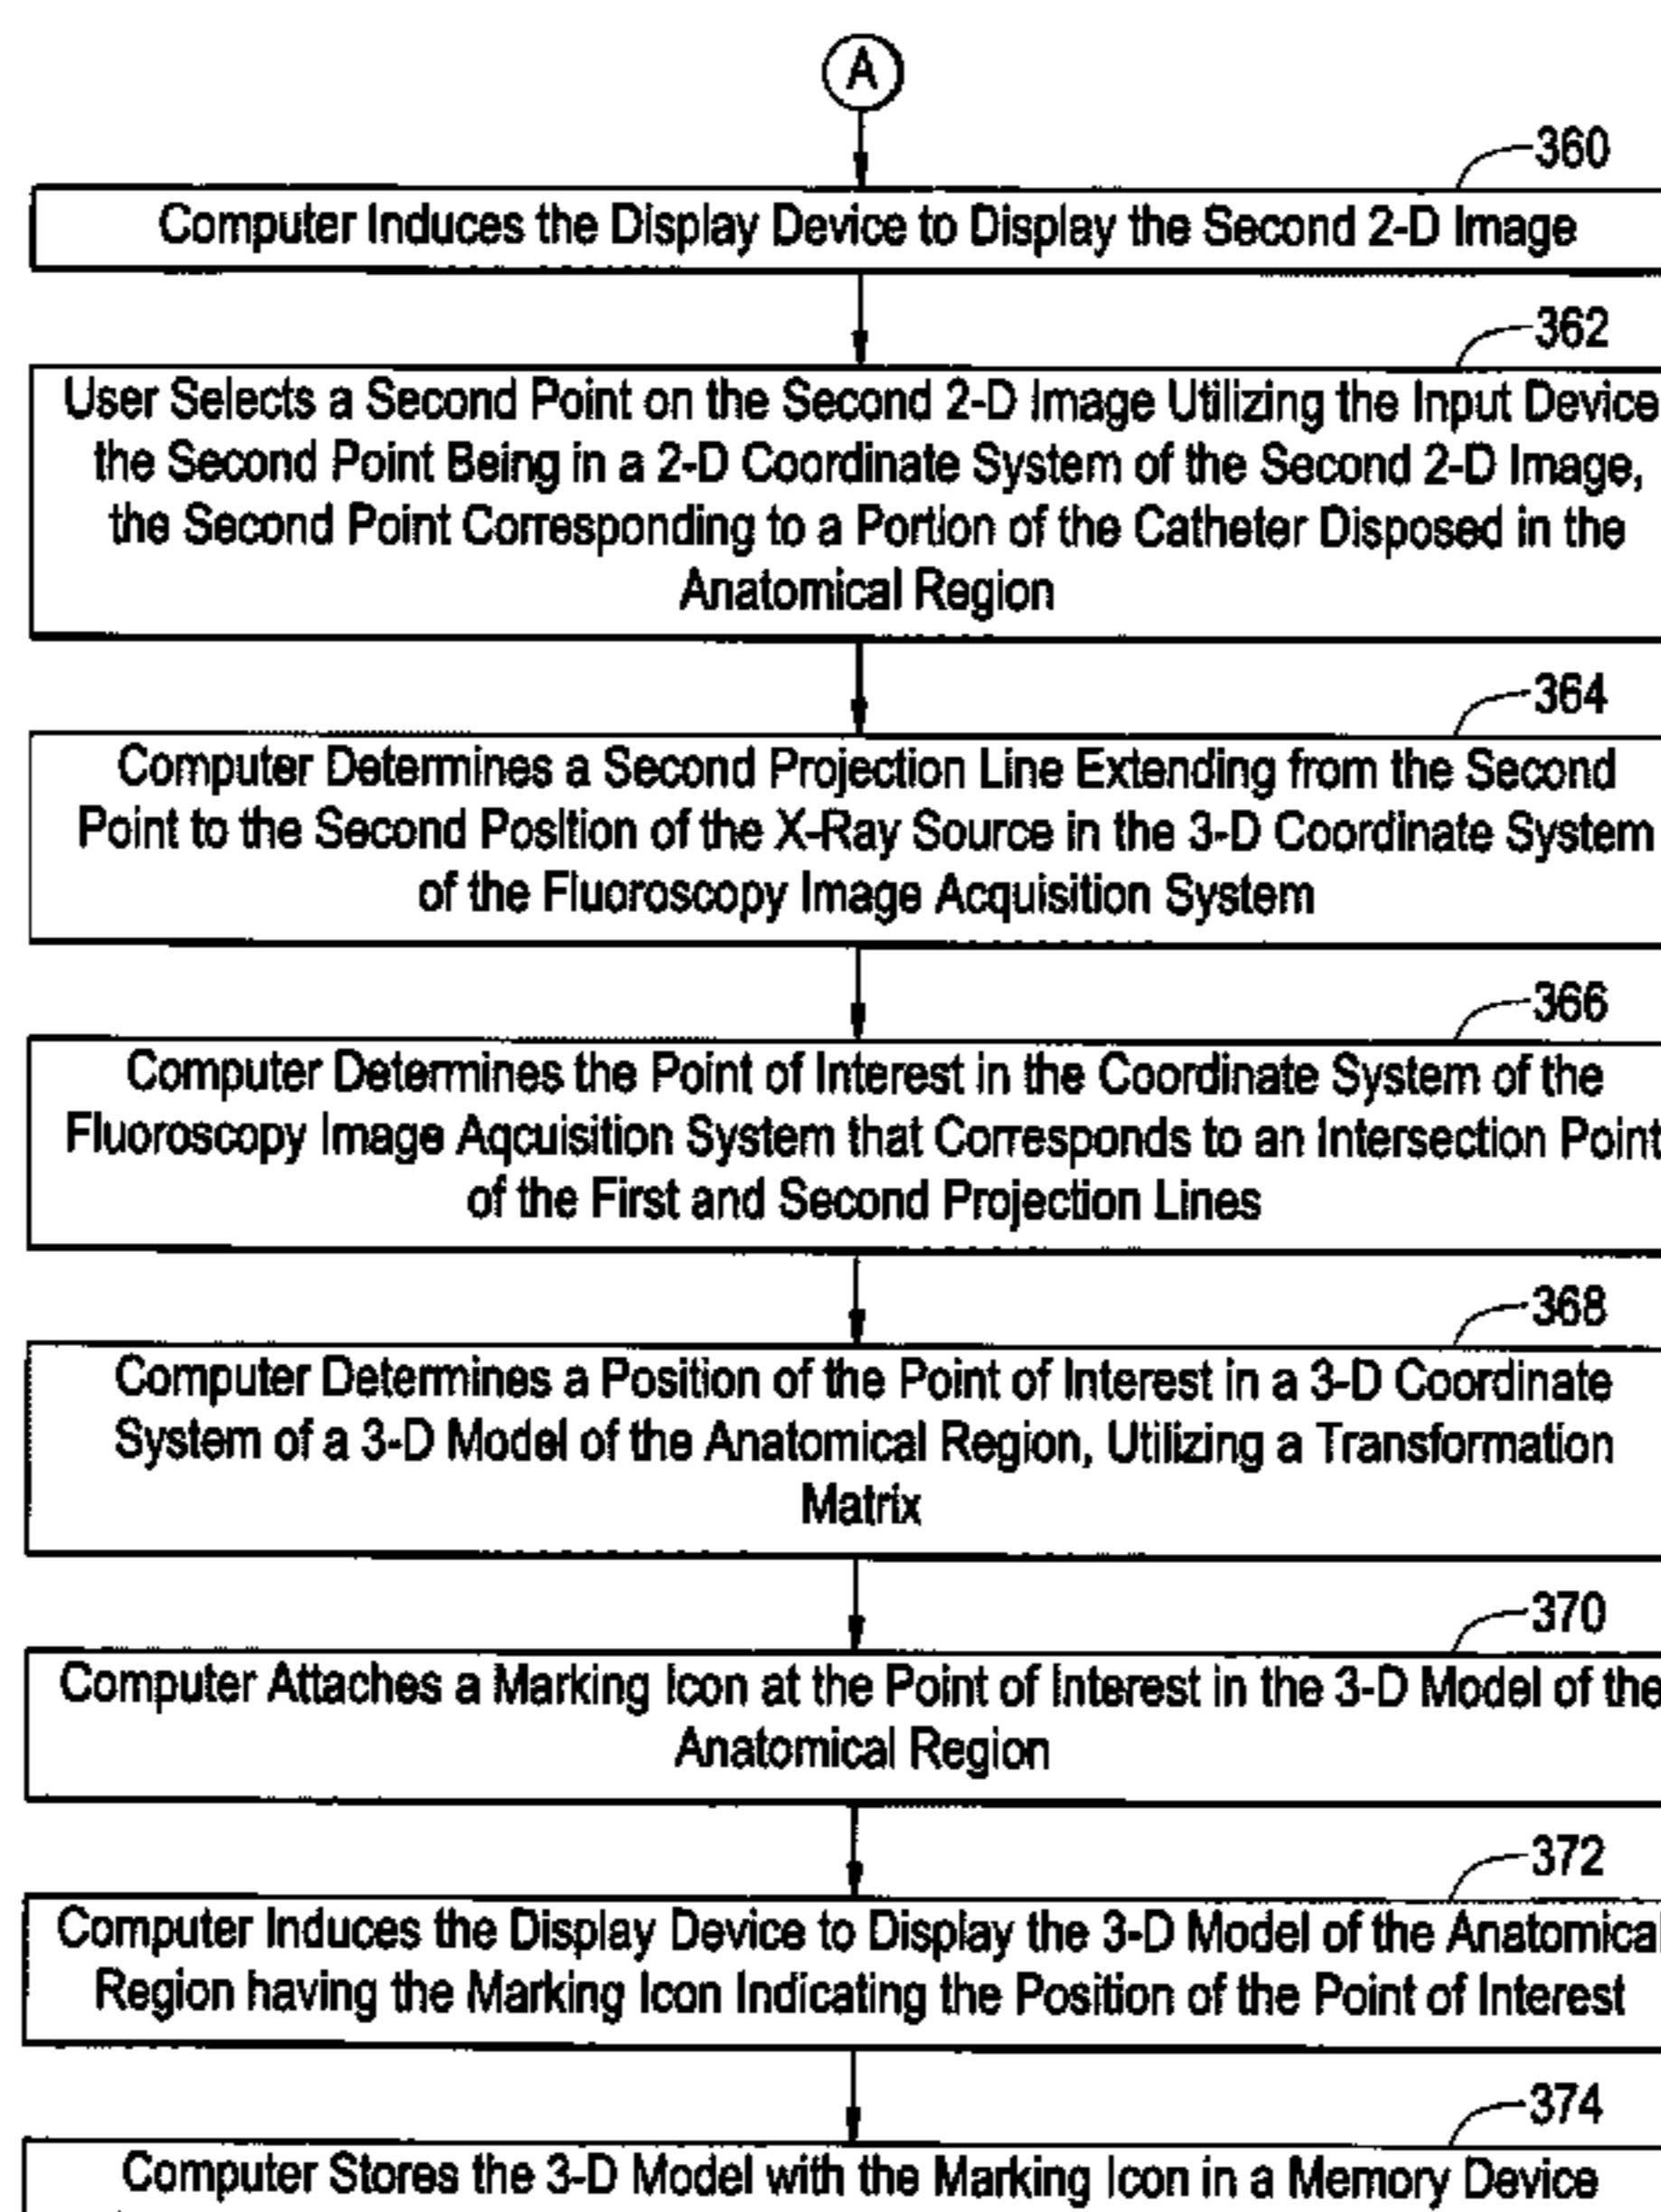 A
360
Computer Induces the Display Device to Display the Second 2-D Image
362
User Selects a Second Point on the Second 2-D Image Utilizing the Input Device
the Second Point Being in a 2-D Coordinate System of the Second 2-D Image,
the Second Point Corresponding to a Portion of the Catheter Disposed in the
Anatomical Region
364
Computer Determines a Second Projection Line Extending from the Second
Point to the Second Position of the X-Ray Source in the 3-D Coordinate System
of the Fluoroscopy Image Acquisition System
366
Computer Determines the Point of Interest in the Coordinate System of the
Fluoroscopy Image Aqcuisition System that Corresponds to an Intersection Point
of the First and Second Projection Lines
368
Computer Determines a Position of the Point of Interest in a 3-D Coordinate
System of a 3-D Model of the Anatomical Region, Utilizing a Transformation
Matrix
370
Computer Attaches a Marking Icon at the Point of Interest in the 3-D Model of the
Anatomical Region
372
Computer Induces the Display Device to Display the 3-D Model of the Anatomical
Region having the Marking Icon Indicating the Position of the Point of Interest
374
Computer Stores the 3-D Model with the Marking Icon in a Memory Device